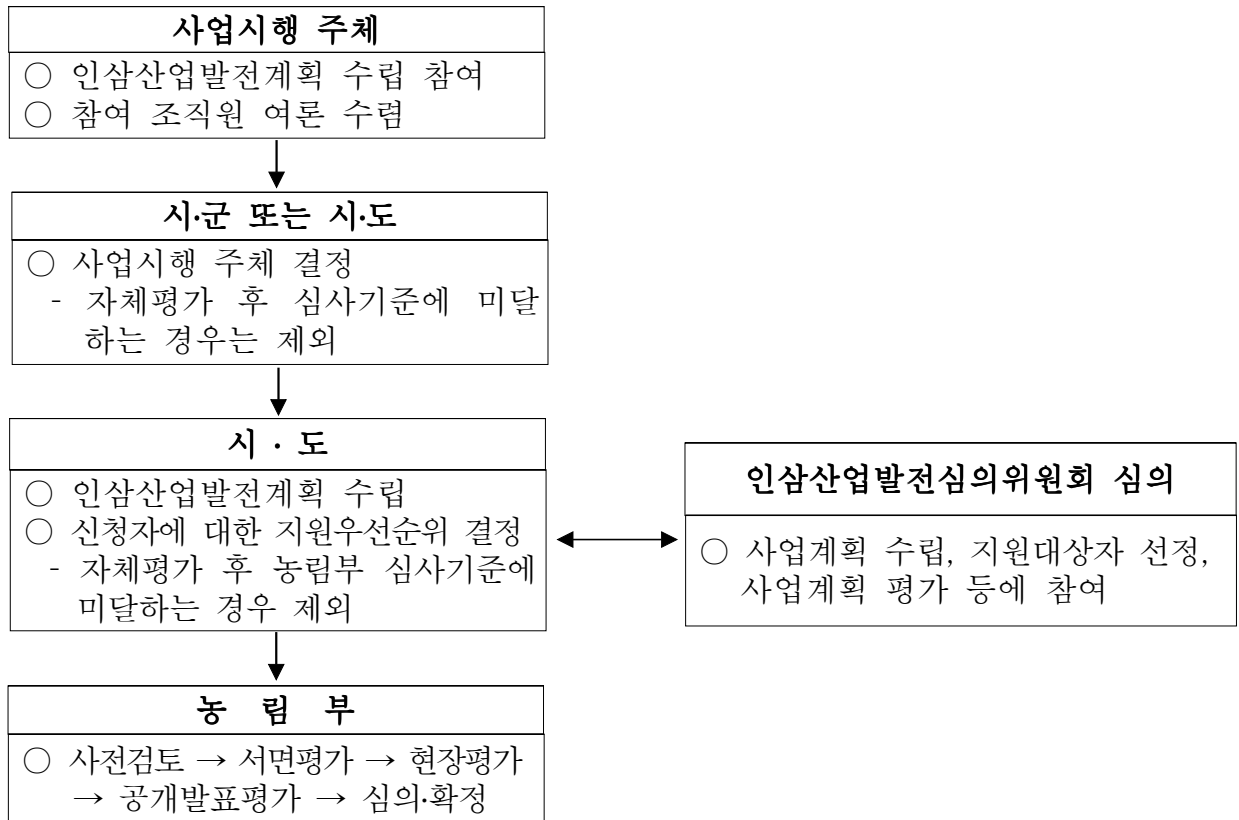 사업시행 주체
○ 인삼산업발전계획 수립 참여
○ 참여 조직원 여론 수렴
시·군 또는 시·도
○ 사업시행 주체 결정
- 자체평가 후 심사기준에 미달
하는 경우는 제외
시 · 도
○ 인삼산업발전계획 수립
○ 신청자에 대한 지원우선순위 결정
- 자체평가 후 농림부 심사기준에
미달하는 경우 제외
인삼산업발전심의위원회 심의
○ 사업계획 수립, 지원대상자 선정,
사업계획 평가 등에 참여
농 림 부
○ 사전검토 → 서면평가 → 현장평가
→ 공개발표평가 → 심의·확정